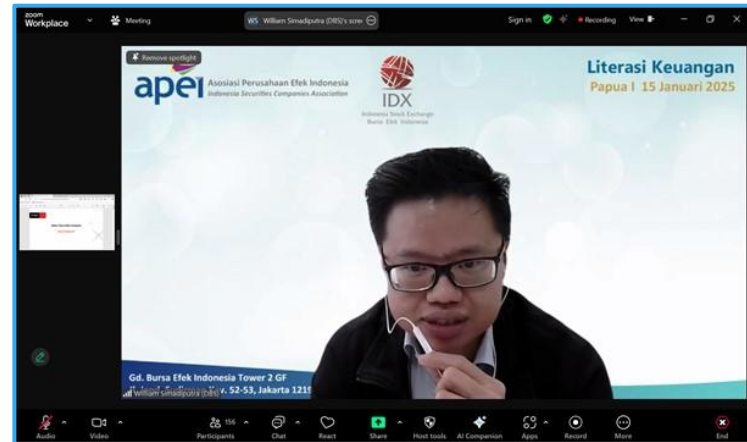 zoom
Workplace
Meeting
WS William Simadiputra (DBS)'s scree
Sign in
Recording
View
Remove spotlight
apei
Asosiasi Perusahaan Efek Indonesia
Indonesia Securities Companies Association
IDX
Indonesia Stock Exchange
Bursa Efek Indonesia
Literasi Keuangan
Papua I 15 Januari 2025
Gd. Bursa Efek Indonesia Tower 2 GF
52-53, Jakarta 1219
William Simadiputra (DBS)
Audio
Video
156
Participants
Chat
React
Share
Host tools
AI Companion
Apps
Record
More
End